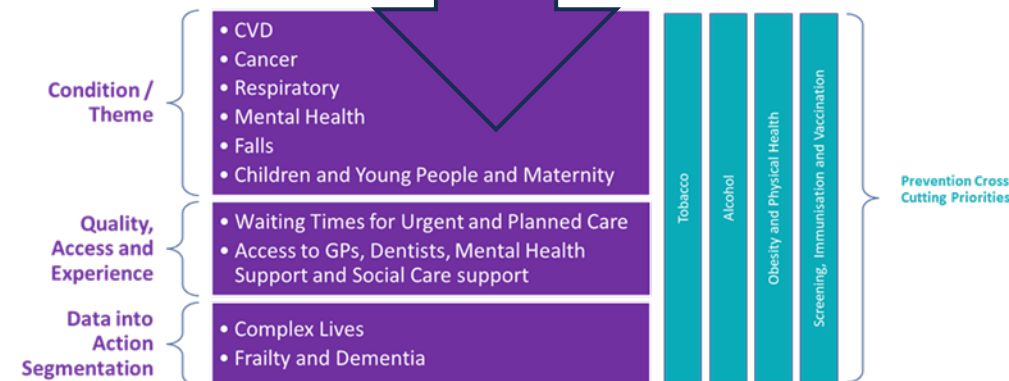 Condition /
Theme
• CVD
• Cancer
• Respiratory
• Mental Health
• Falls
• Children and Young People and Maternity
Quality,
Access and
Experience
• Waiting Times for Urgent and Planned Care
• Access to GPs, Dentists, Mental Health
Support and Social Care support
Data into
Action
Segmentation
• Complex Lives
• Frailty and Dementia
Tobacco
Alcohol
Obesity and Physical Health
Screening, Immunisation and Vaccination
Prevention Cross
Cutting Priorities